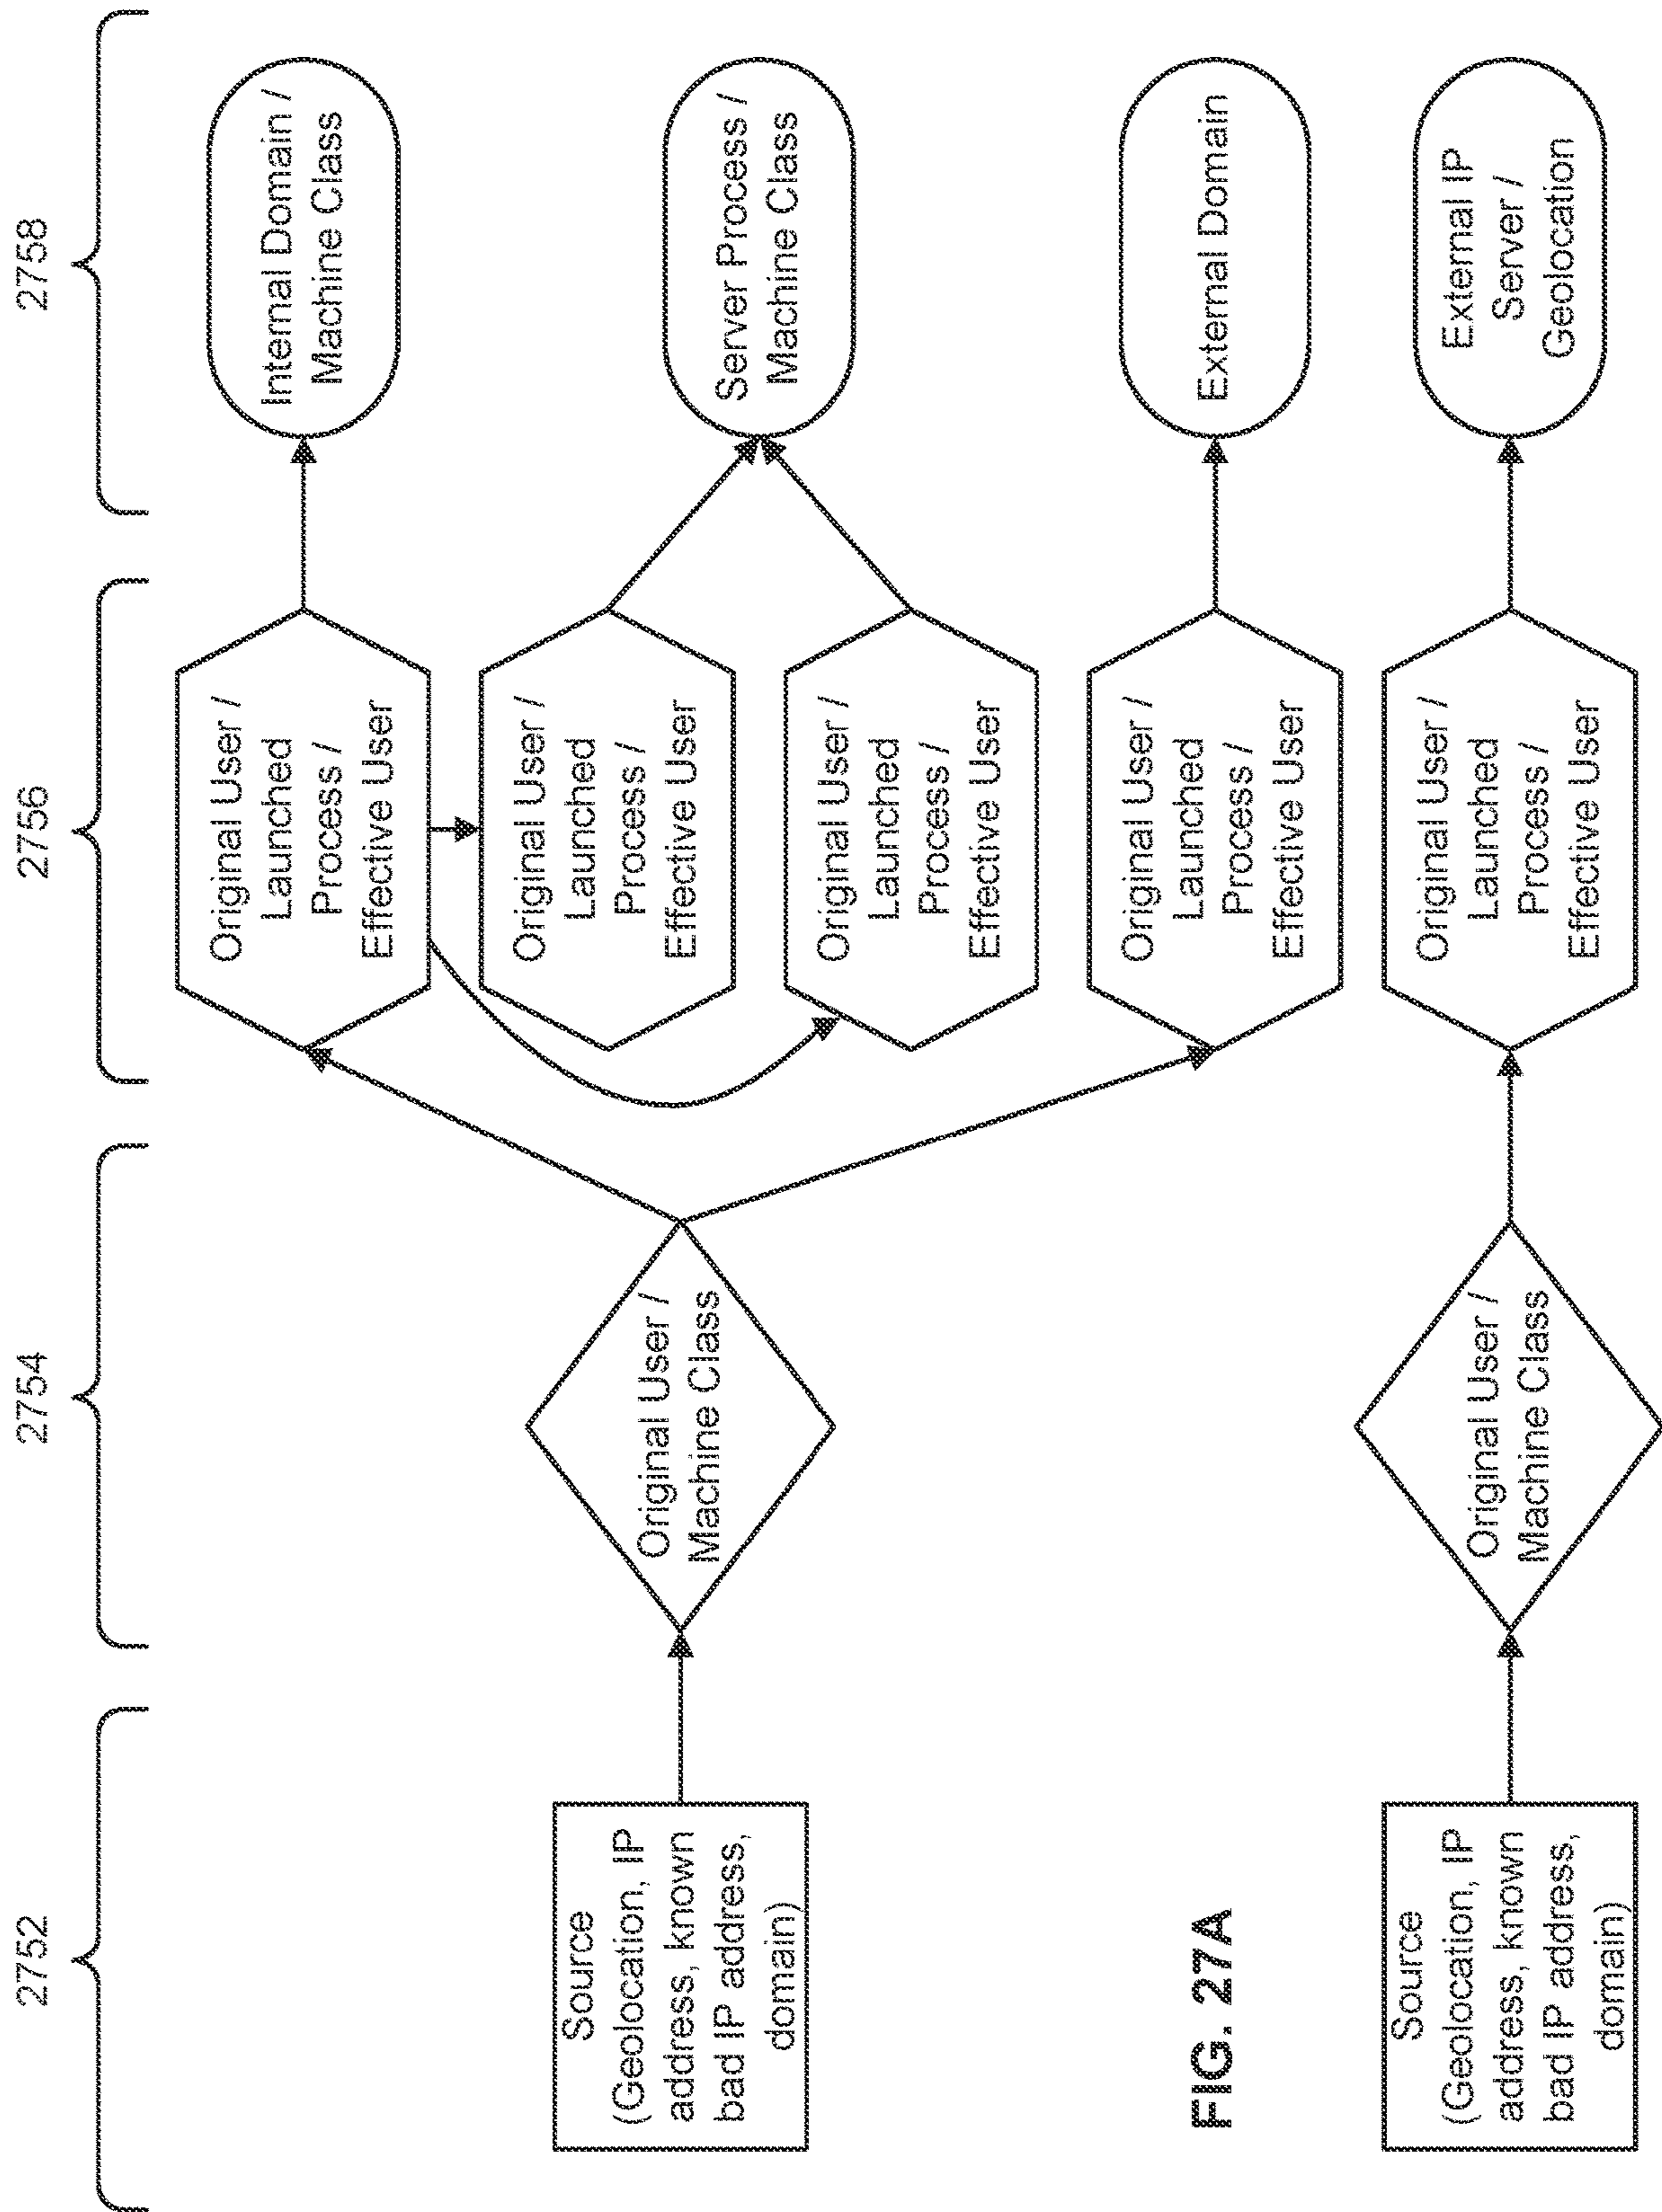 2752
2754
2756
2758
Source
(Geolocation, IP
address, known
bad IP address,
domain)
Original User /
Machine Class
Original User /
Launched
Process /
Effective User
Internal Domain /
Machine Class
Original User /
Launched
Process /
Effective User
Original User /
Launched
Process /
Effective User
Server Process /
Machine Class
Original User /
Launched
Process /
Effective User
External Domain
FIG. 27A
Source
(Geolocation, IP
address, known
bad IP address,
domain)
Original User /
Machine Class
Original User /
Launched
Process /
Effective User
External IP
Server /
Geolocation